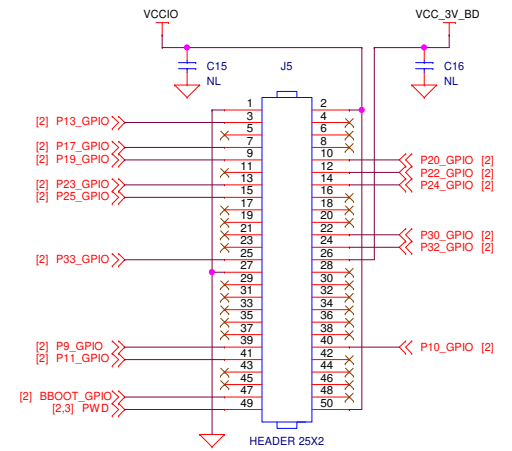 VCCIO VCC_3V_BD
C15 J5 C16
NL NL
1 2
[2] P13_GPIO 3 4
5 6
[2] P17_GPIO 7 8
[2] P19_GPIO 9 10 P20_GPIO [2]
11 12 P22_GPIO [2]
[2] P23_GPIO 13 14 P24_GPIO [2]
[2] P25_GPIO 15 16
17 18
19 20
21 22 P30_GPIO [2]
23 24 P32_GPIO [2]
[2] P33_GPIO 25 26
27 28
29 30
31 32
33 34
35 36
37 38
[2] P9_GPIO 39 40 P10_GPIO [2]
[2] P11_GPIO 41 42
43 44
45 46
[2] BBOOT_GPIO 47 48
[2,3] PWD 49 50
HEADER 25X2